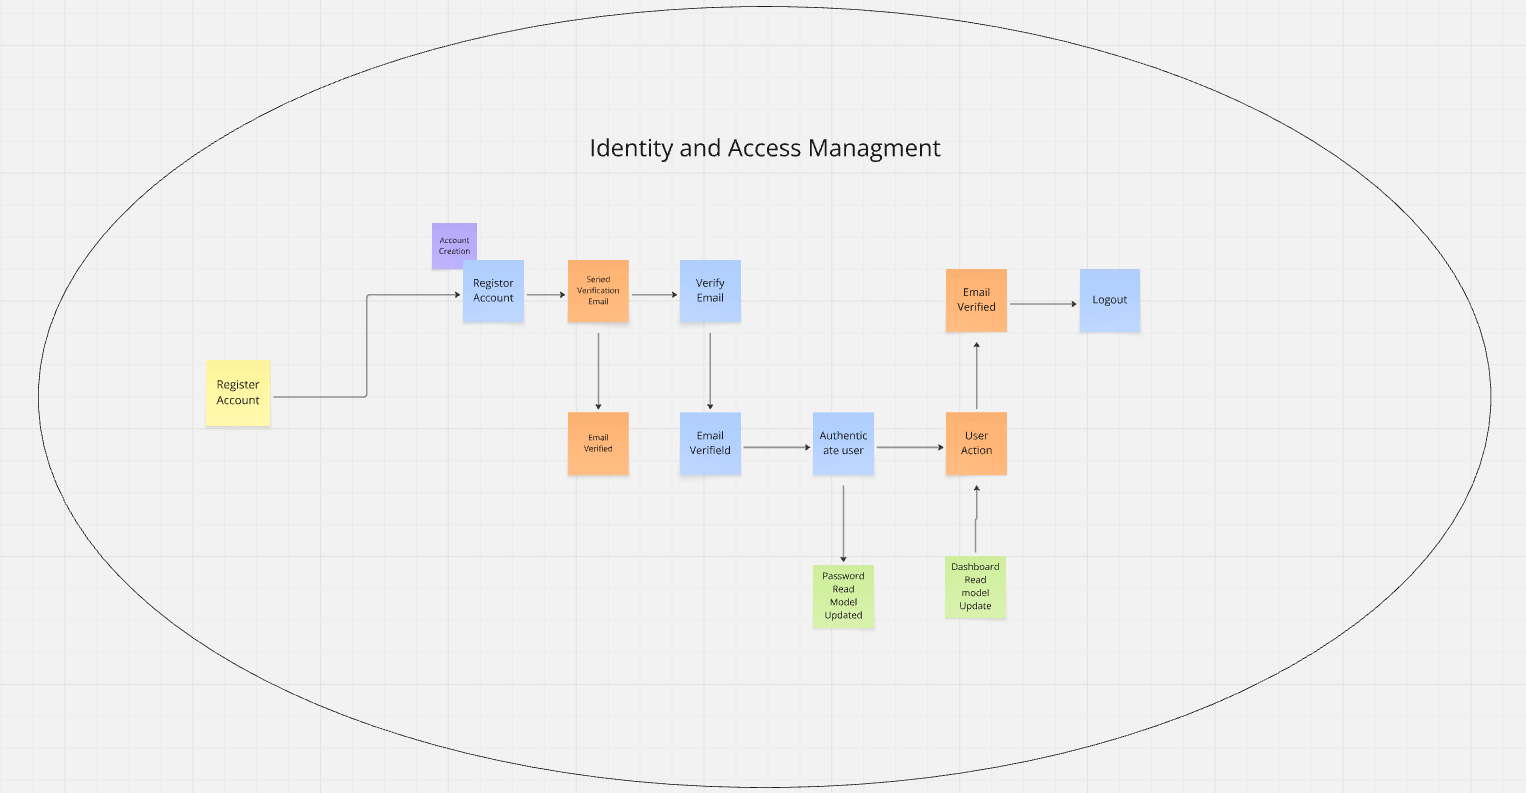 Identity and Access Managment
Account
Creation
Registor
Account
Seried
Verification
Email
Verify
Email
Email
Verified
Logout
Register
Account
Email
Verified
Email
Verifield
Authentic
ate user
User
Action
Password
Read
Model
Updated
Dashboard
Read
model
Update